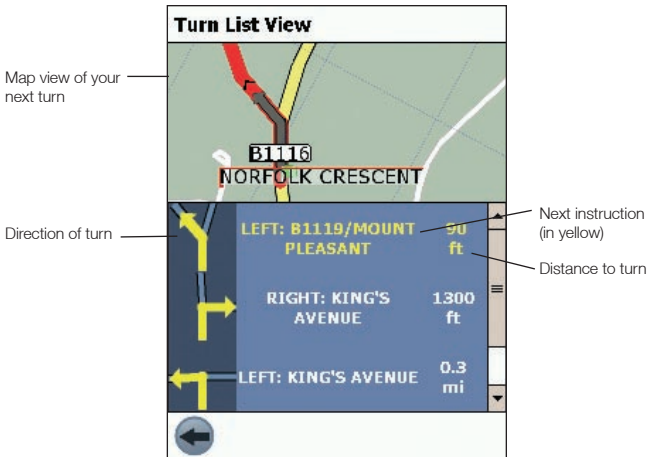 Turn List View
Map view of your
next turn
B1116
NORFOLK CRESCENT
Direction of turn
LEFT: B1119/MOUNT
PLEASANT
90
ft
Next instruction
(in yellow)
Distance to turn
RIGHT: KING'S
AVENUE
1300
ft
LEFT: KING'S AVENUE
0.3
mi